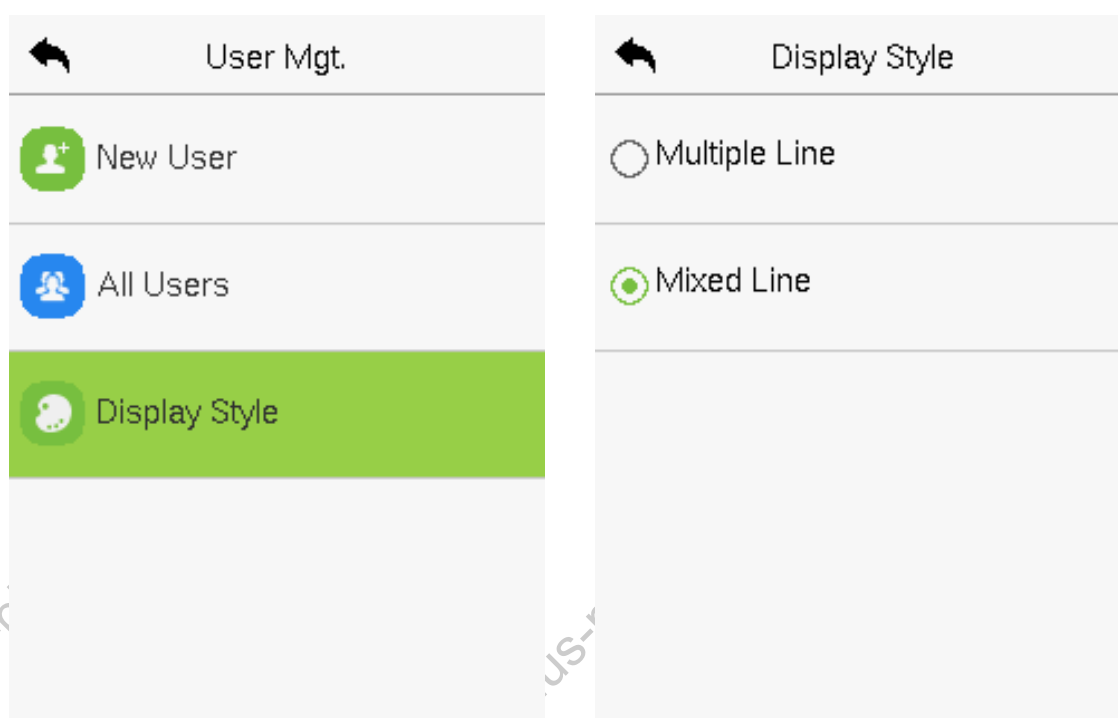 User Mgt.
New User
All Users
Display Style
Display Style
Multiple Line
Mixed Line